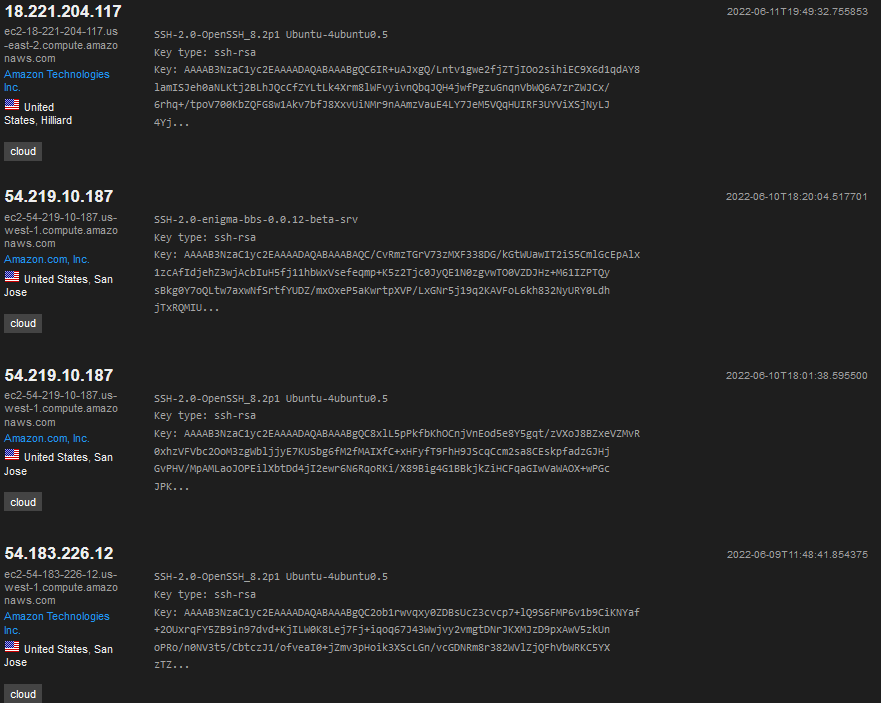 18.221.204.117
2022-06-11T19:49:32.755853
ec2-18-221-204-117.us
-east-2.compute.amazo
naws.com
Amazon Technologies
Inc.
United
States, Hilliard
cloud
SSH-2.0-OpenSSH_8.2p1 Ubuntu-4ubuntu0.5
Key type: ssh-rsa
Key: AAAAB3NzaC1yc2EAAAADAQABAAABgQC6IR+uAJxgQ/Lntv1gwe2fjZTjIOo2sihiEC9X6d1qdAY8
lamISJeh0aNLKtj2BLhJQcCfZYLtLk4Xrm8lWFvyivnQbqJQH4jwfPgzuGnqnVbWQ6A7zrZWJCx/
6rhq+/tpoV700KbZQFG8w1Akv7bfJ8XxvUiNMr9nAAmzVauE4LY7JeM5VQqHUIRF3UYViXSjNyLJ
4Yj...
54.219.10.187
2022-06-10T18:20:04.517701
ec2-54-219-10-187.us-
west-1.compute.amazo
naws.com
Amazon.com, Inc.
United States, San
Jose
cloud
SSH-2.0-enigma-bbs-0.0.12-beta-srv
Key type: ssh-rsa
Key: AAAAB3NzaC1yc2EAAAADAQABAAABAQC/CvRmzTGrV73zMXF338DG/kGtWUawIT2iS5CmlGcEpAlx
1zcAfIdjehZ3wjAcbIuH5fj11hbWxVsefeqmp+K5z2Tjc0JyQE1N0zgvwTO0VZDJHz+M61IZPTQy
sBkg0Y7oQLtw7axwNfSrtfYUDZ/mxOxeP5aKwrtpXVP/LxGNr5j19q2KAVFoL6kh832NyURY0Ldh
jTxRQMIU...
54.219.10.187
2022-06-10T18:01:38.595500
ec2-54-219-10-187.us-
west-1.compute.amazo
naws.com
Amazon.com, Inc.
United States, San
Jose
cloud
SSH-2.0-OpenSSH_8.2p1 Ubuntu-4ubuntu0.5
Key type: ssh-rsa
Key: AAAAB3NzaC1yc2EAAAADAQABAAABgQC8xlL5pPkfbKhOCnjVnEod5e8Y5gqt/zVXoJ8BZxeVZMvR
0xhzVFVbc2OoM3zgWbljjyE7KUSbg6fM2fMAIXfC+xHFyfT9FhH9JScqCcm2sa8CEskpfadzGJHj
GvPHV/MpAMLaoJOPEilXbtDd4jI2ewr6N6RqoRKi/X89Big4G1BBkjkZiHCFqaGIwVaWAOX+wPGc
JPK...
54.183.226.12
2022-06-09T11:48:41.854375
ec2-54-183-226-12.us-
west-1.compute.amazo
naws.com
Amazon Technologies
Inc.
United States, San
Jose
cloud
SSH-2.0-OpenSSH_8.2p1 Ubuntu-4ubuntu0.5
Key type: ssh-rsa
Key: AAAAB3NzaC1yc2EAAAADAQABAAABgQC2ob1rwvqxy0ZDBsUcZ3cvcp7+lQ9S6FMP6v1b9CiKNYaf
+2OUxrqFY5ZB9in97dvd+KjILW0K8Lej7Fj+iqoq67J43Wwjvy2vmgtDNrJKXMJzD9pxAwV5zkUn
oPRo/n0NV3t5/CbtczJ1/ofveaI0+jZmv3pHoik3XScLGn/vcGDNRm8r382WVlZjQFhVbWRKC5YX
zTZ...